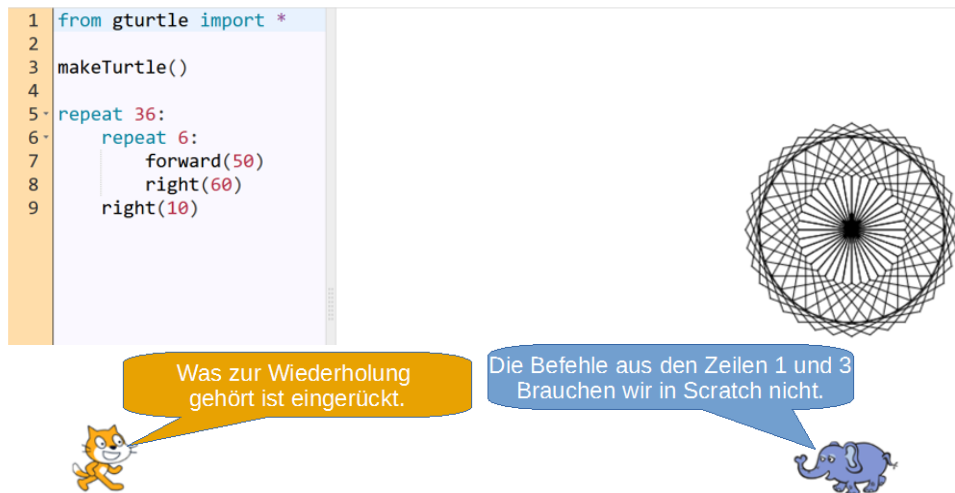 1 from gturtle import *
2
3 makeTurtle()
4
5 repeat 36:
6     repeat 6:
7         forward(50)
8         right(60)
9     right(10)
Was zur Wiederholung
gehört ist eingerückt.
Die Befehle aus den Zeilen 1 und 3
Brauchen wir in Scratch nicht.